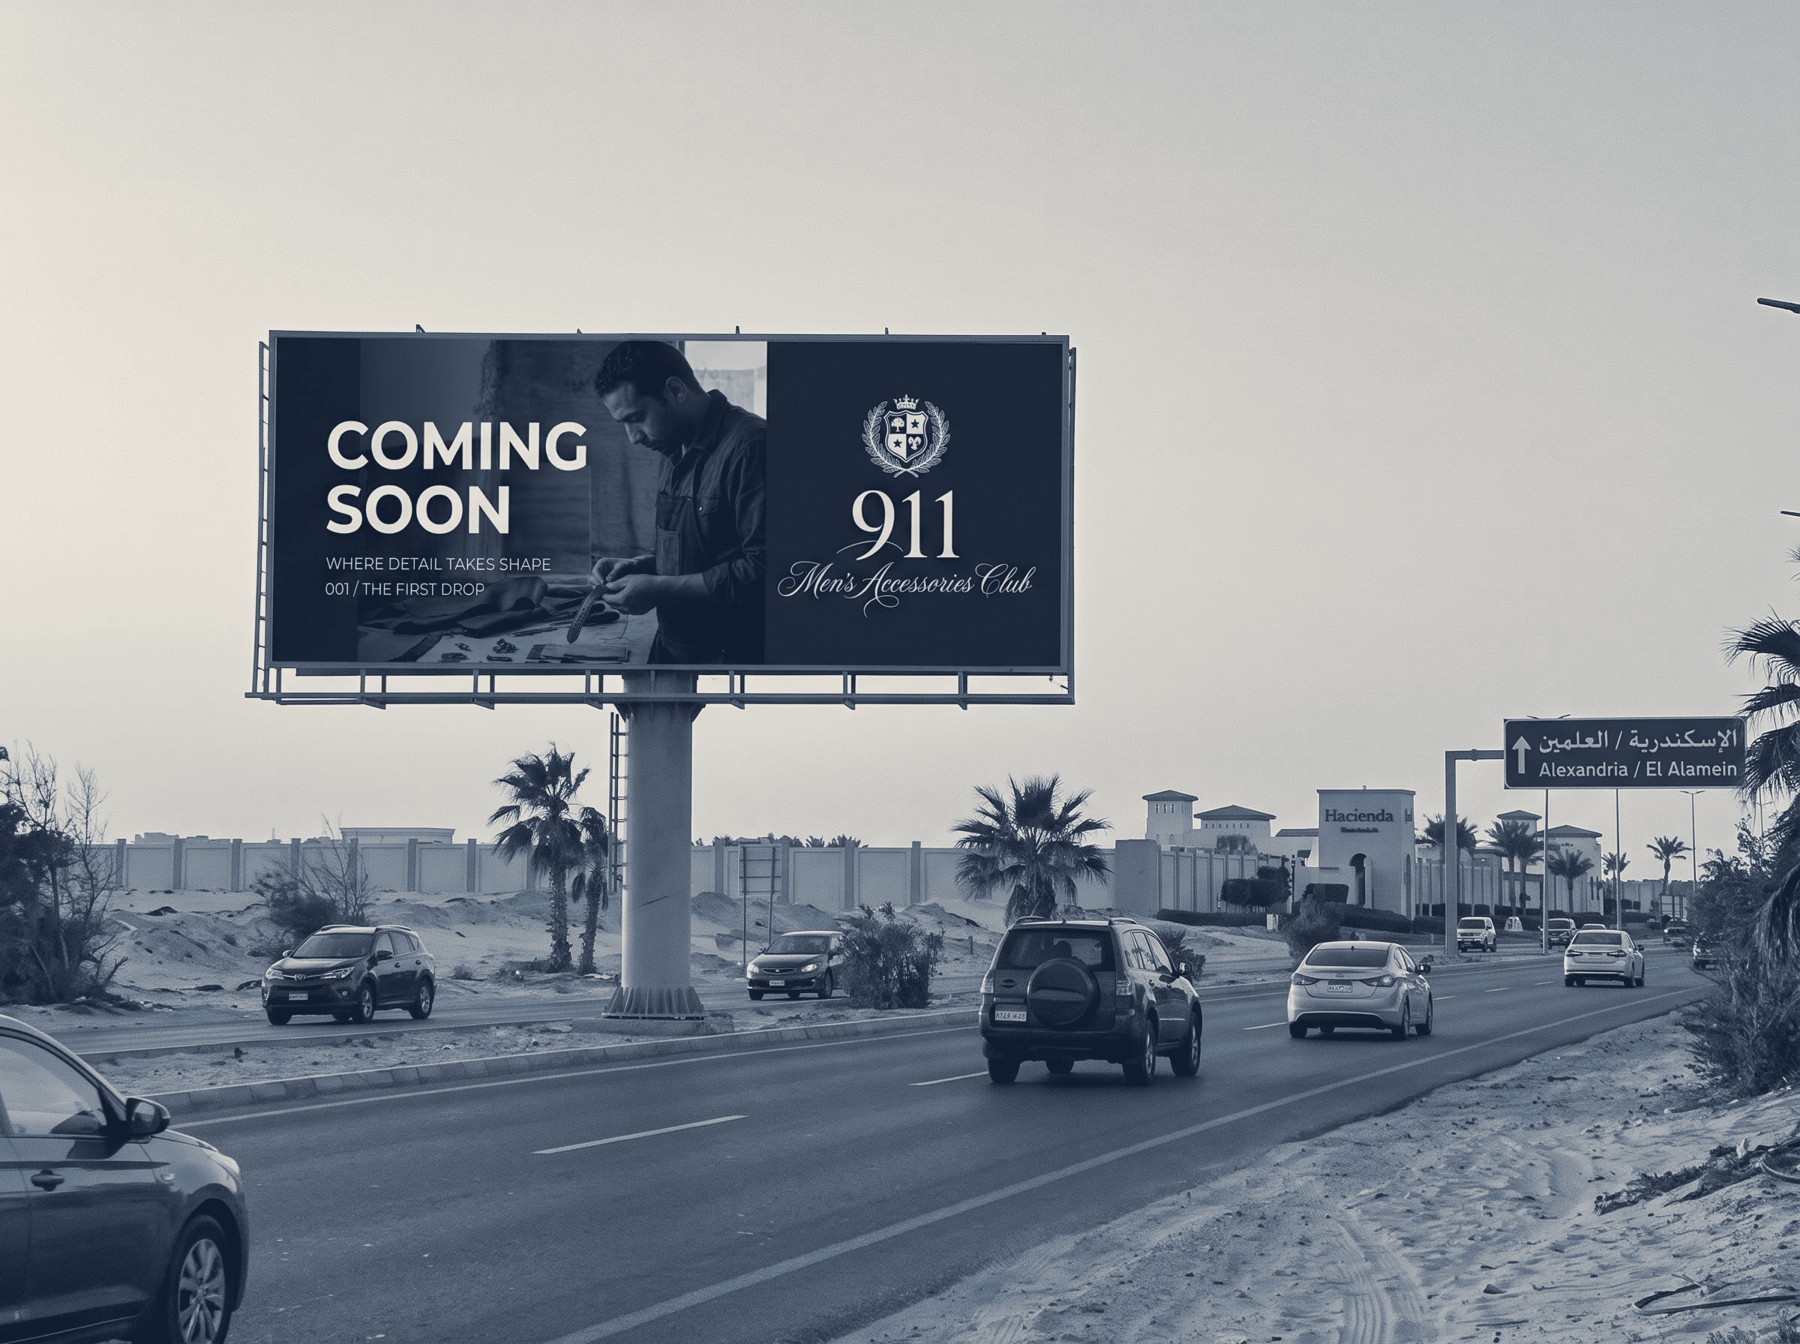 COMING
SOON
WHERE DETAIL TAKES SHAPE
001 / THE FIRST DROP
911
Men's Accessories Club
الإسكندرية / العلمين
Alexandria / El Alamein
Hacienda